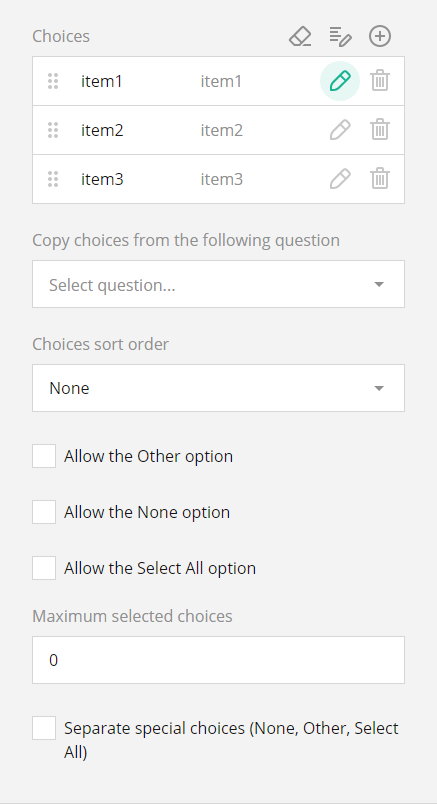 Choices
item1 item1
item2 item2
item3 item3
Copy choices from the following question
Select question...
Choices sort order
None
Allow the Other option
Allow the None option
Allow the Select All option
Maximum selected choices
0
Separate special choices (None, Other, Select
All)